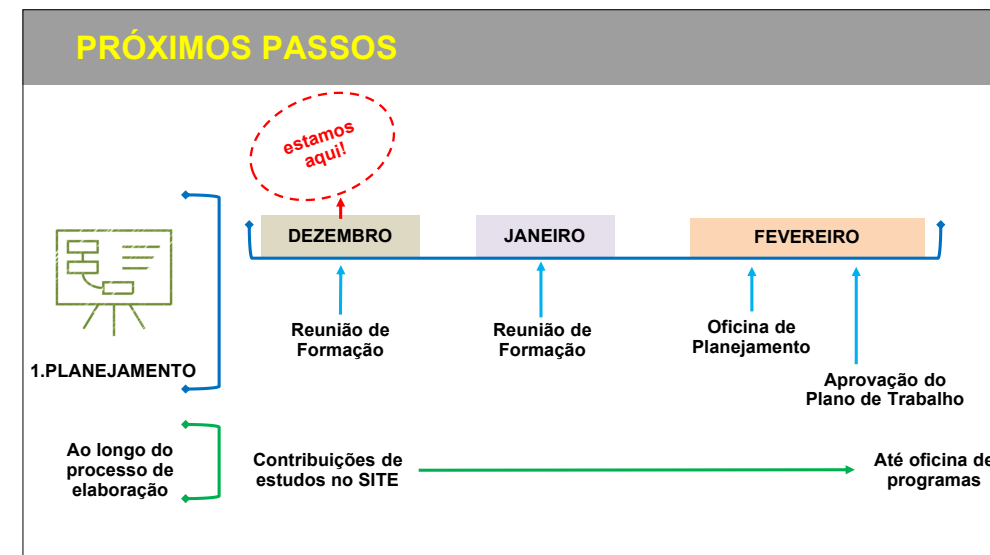 PRÓXIMOS PASSOS
estamos
aqui!
DEZEMBRO
JANEIRO
FEVEREIRO
Reunião de
Formação
Reunião de
Formação
Oficina de
Planejamento
1.PLANEJAMENTO
Aprovação do
Plano de Trabalho
Ao longo do
processo de
elaboração
Contribuições de
estudos no SITE
Até oficina de
programas